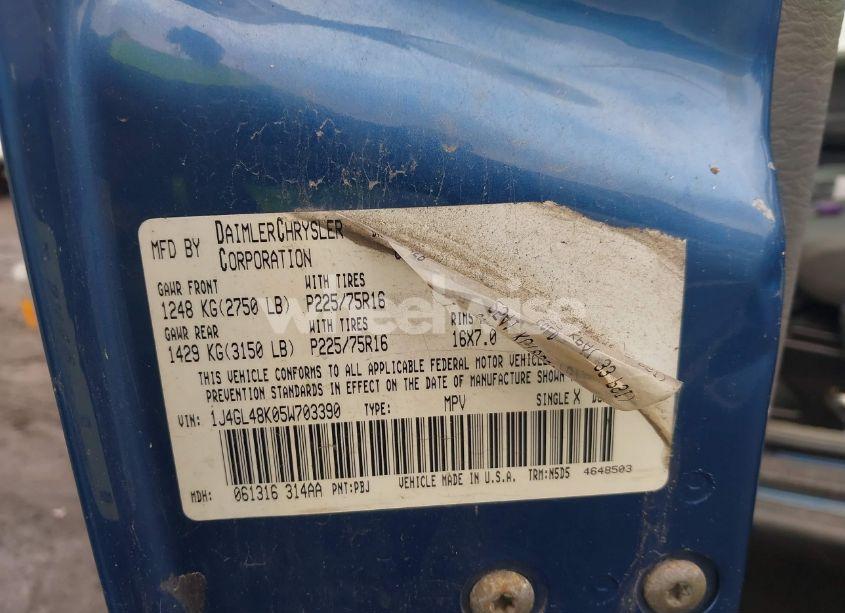 MFD BY DAIMLERCHRYSLER
CORPORATION
GAWR FRONT WITH TIRES
1248 KG(2750 LB) P225/75R16
GAWR REAR WITH TIRES RIMS
1429 KG(3150 LB) P225/75R16 16X7.0
THIS VEHICLE CONFORMS TO ALL APPLICABLE FEDERAL MOTOR VEHICLE
PREVENTION STANDARDS IN EFFECT ON THE DATE OF MANUFACTURE SHOWN
VIN: 1J4GL48K05W703390 TYPE: MPV SINGLE X
MDH: 061316 314AA PNT:PBJ VEHICLE MADE IN U.S.A. TRM:N5D5 4648503